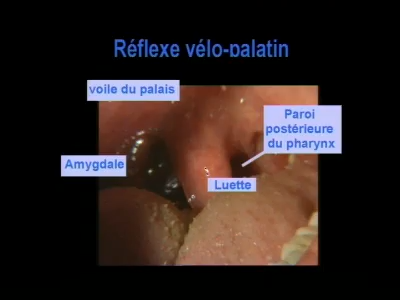 Réflexe vélo-palatin
voile du palais
Paroi
postérieure
du pharynx
Amygdale
Luette